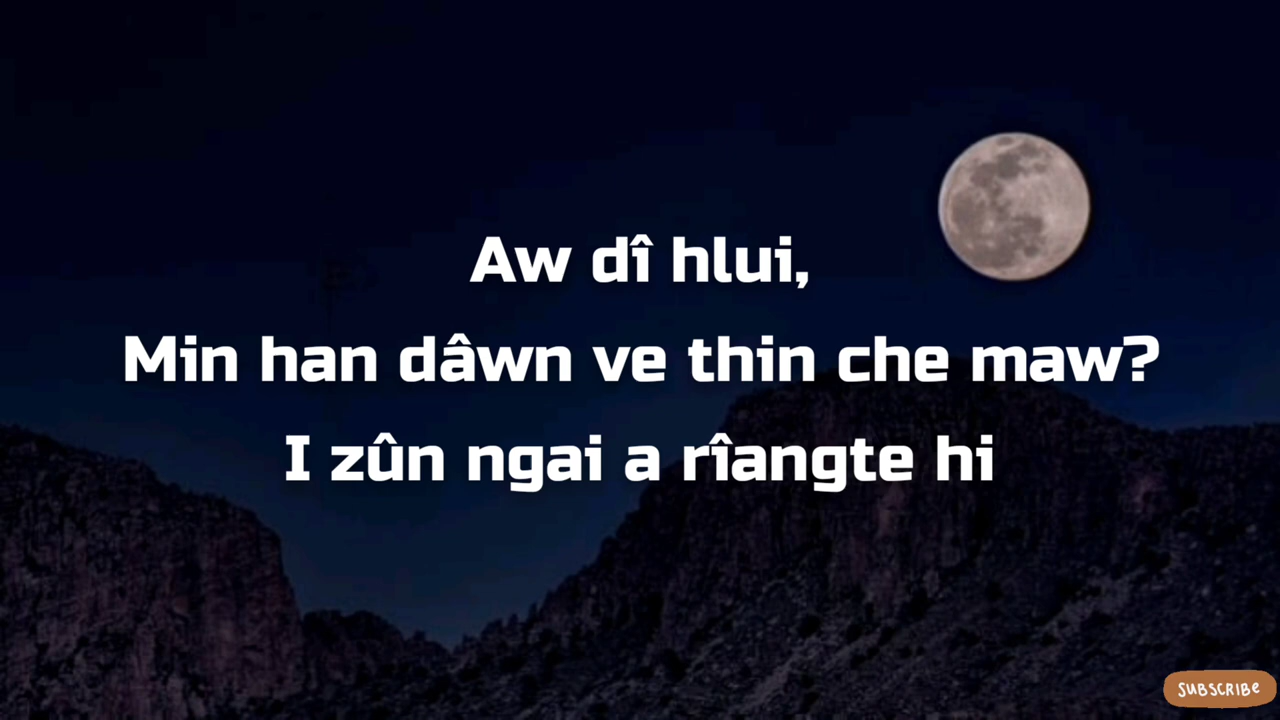 Aw dî hlui,
Min han dâwn ve thin che maw?
I zûn ngai a rîangte hi
SUBSCRIBE